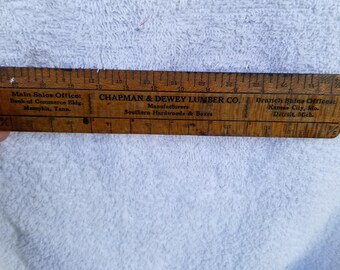 Main Sales Office:
Bank of Commerce Bldg.
Memphis, Tenn.
CHAPMAN & DEWEY LUMBER CO.
Manufacturers
Southern Hardwoods &
Branch Sales Offices:
Kansas City, Mo.
Detroit, Mich.